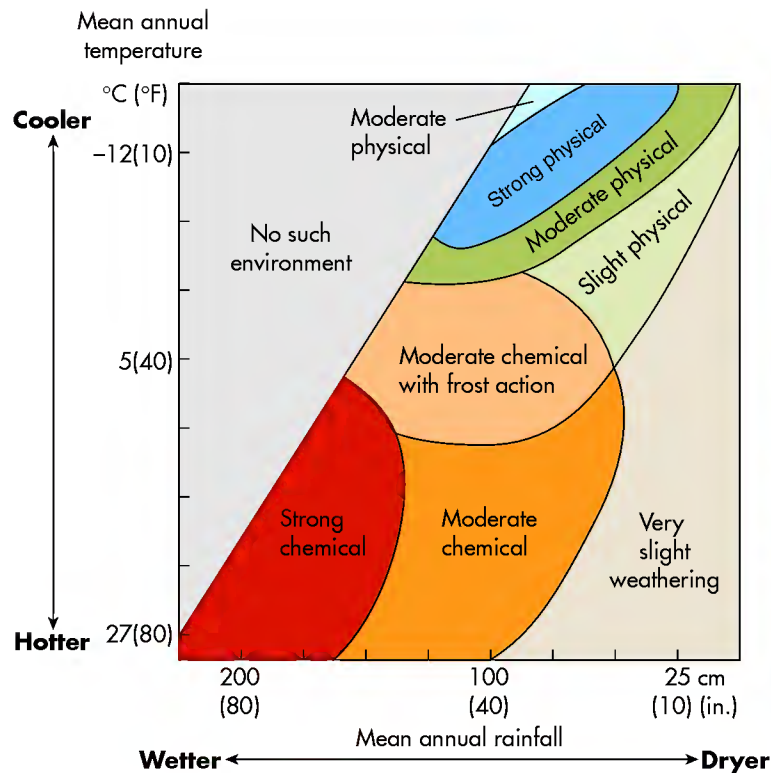 Mean annual
temperature
°C (°F)
Cooler
−12(10)
5(40)
27(80)
Hotter
Moderate
physical
Strong physical
Moderate physical
Slight physical
No such
environment
Moderate chemical
with frost action
Strong
chemical
Moderate
chemical
Very
slight
weathering
200
(80)
100
(40)
25 cm
(10) (in.)
Mean annual rainfall
Wetter
Dryer